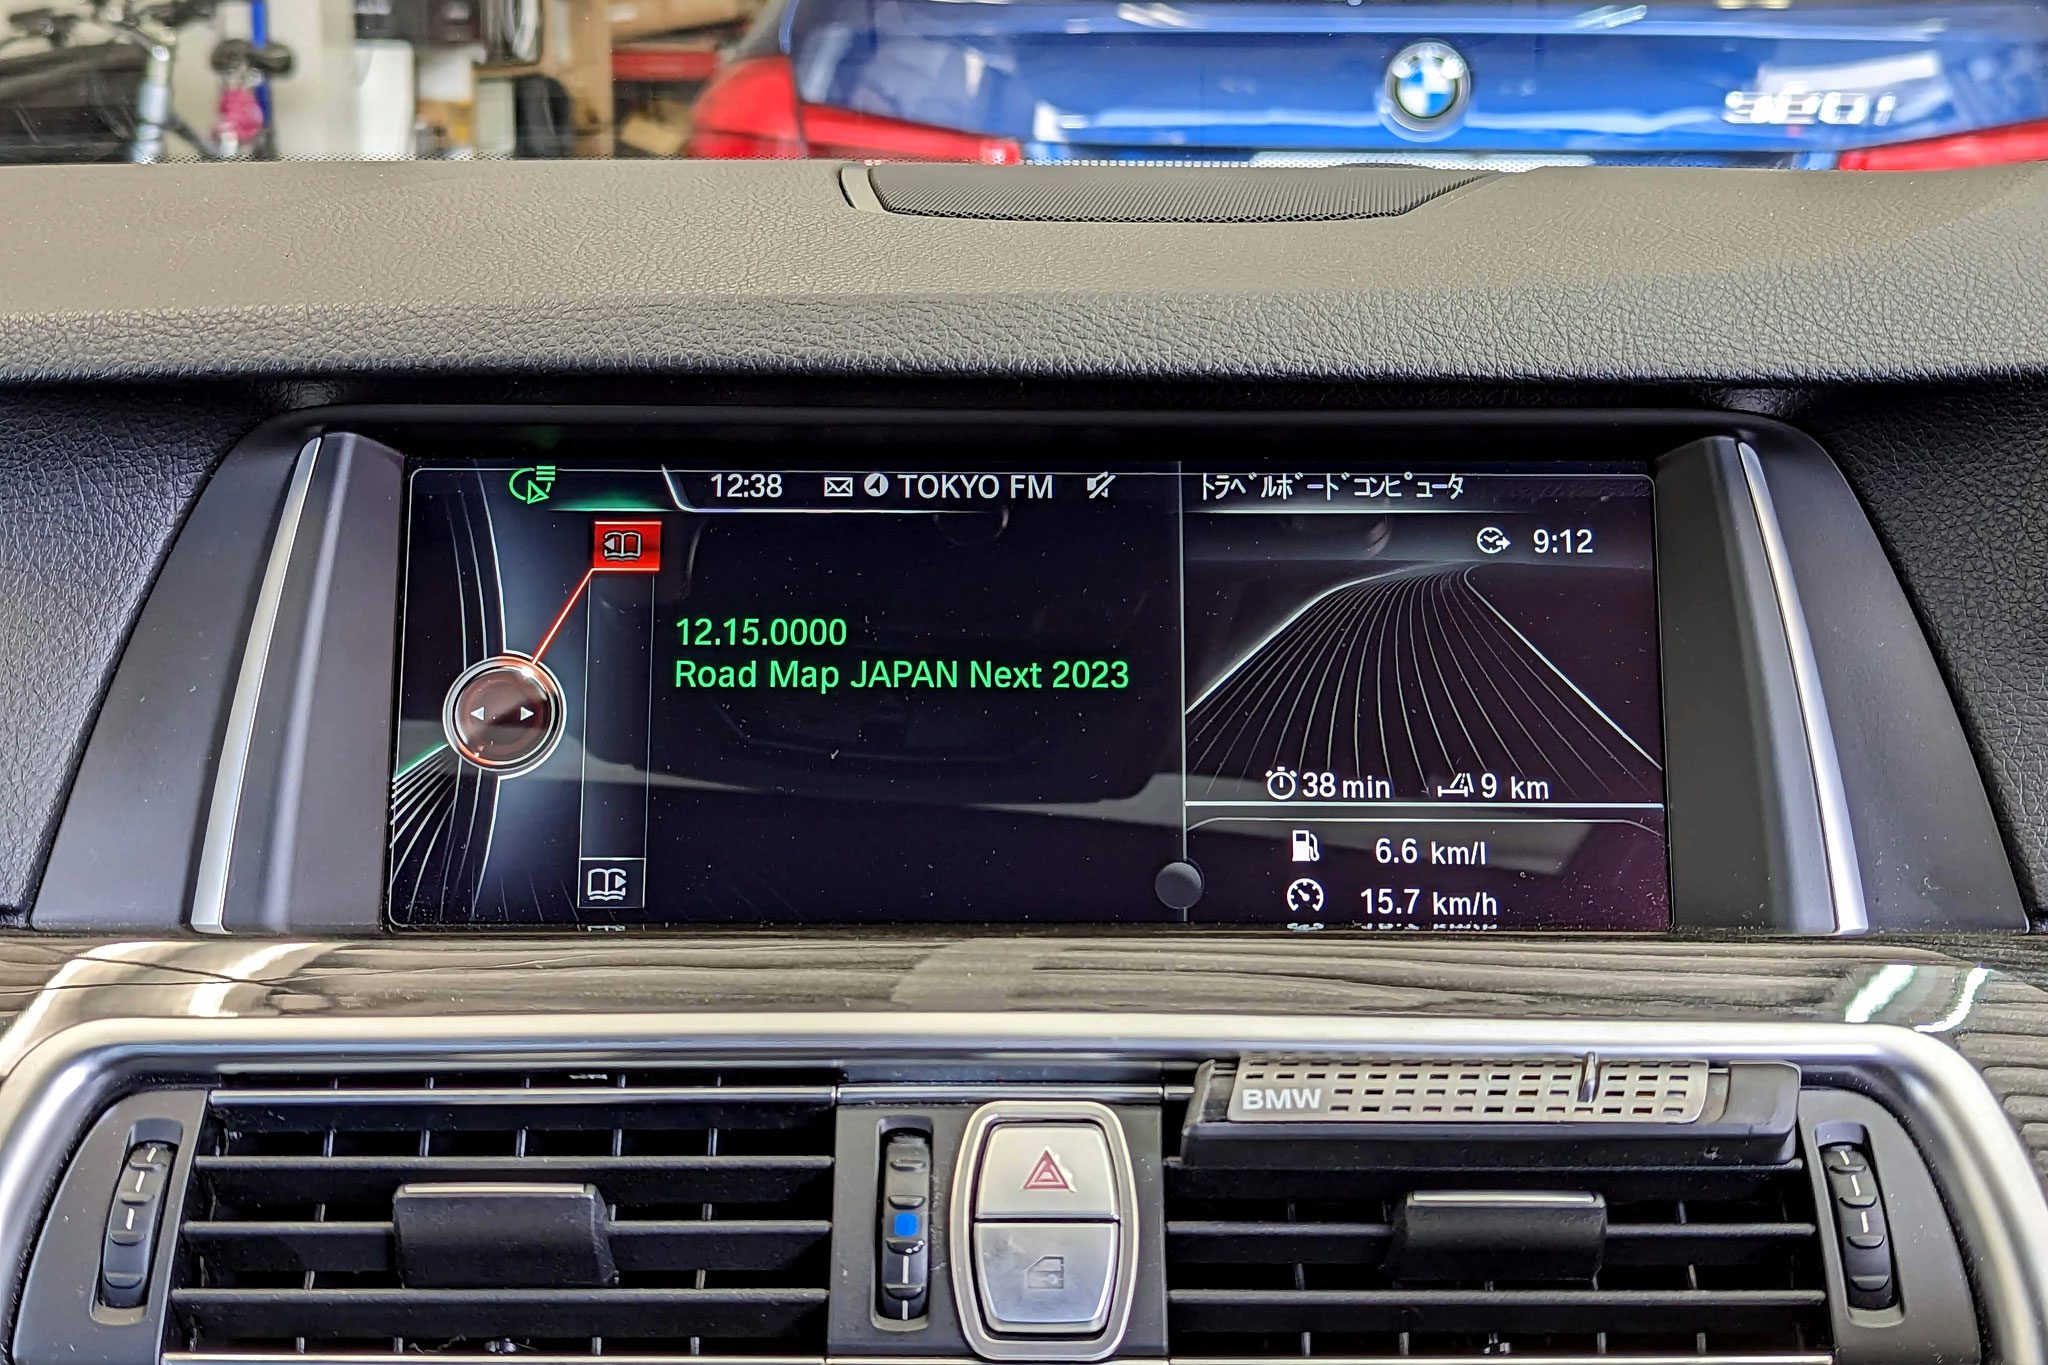 320i
12:38 TOKYO FM
トラベルボードコンピュータ
9:12
12.15.0000
Road Map JAPAN Next 2023
38 min 9 km
6.6 km/l
15.7 km/h
BMW